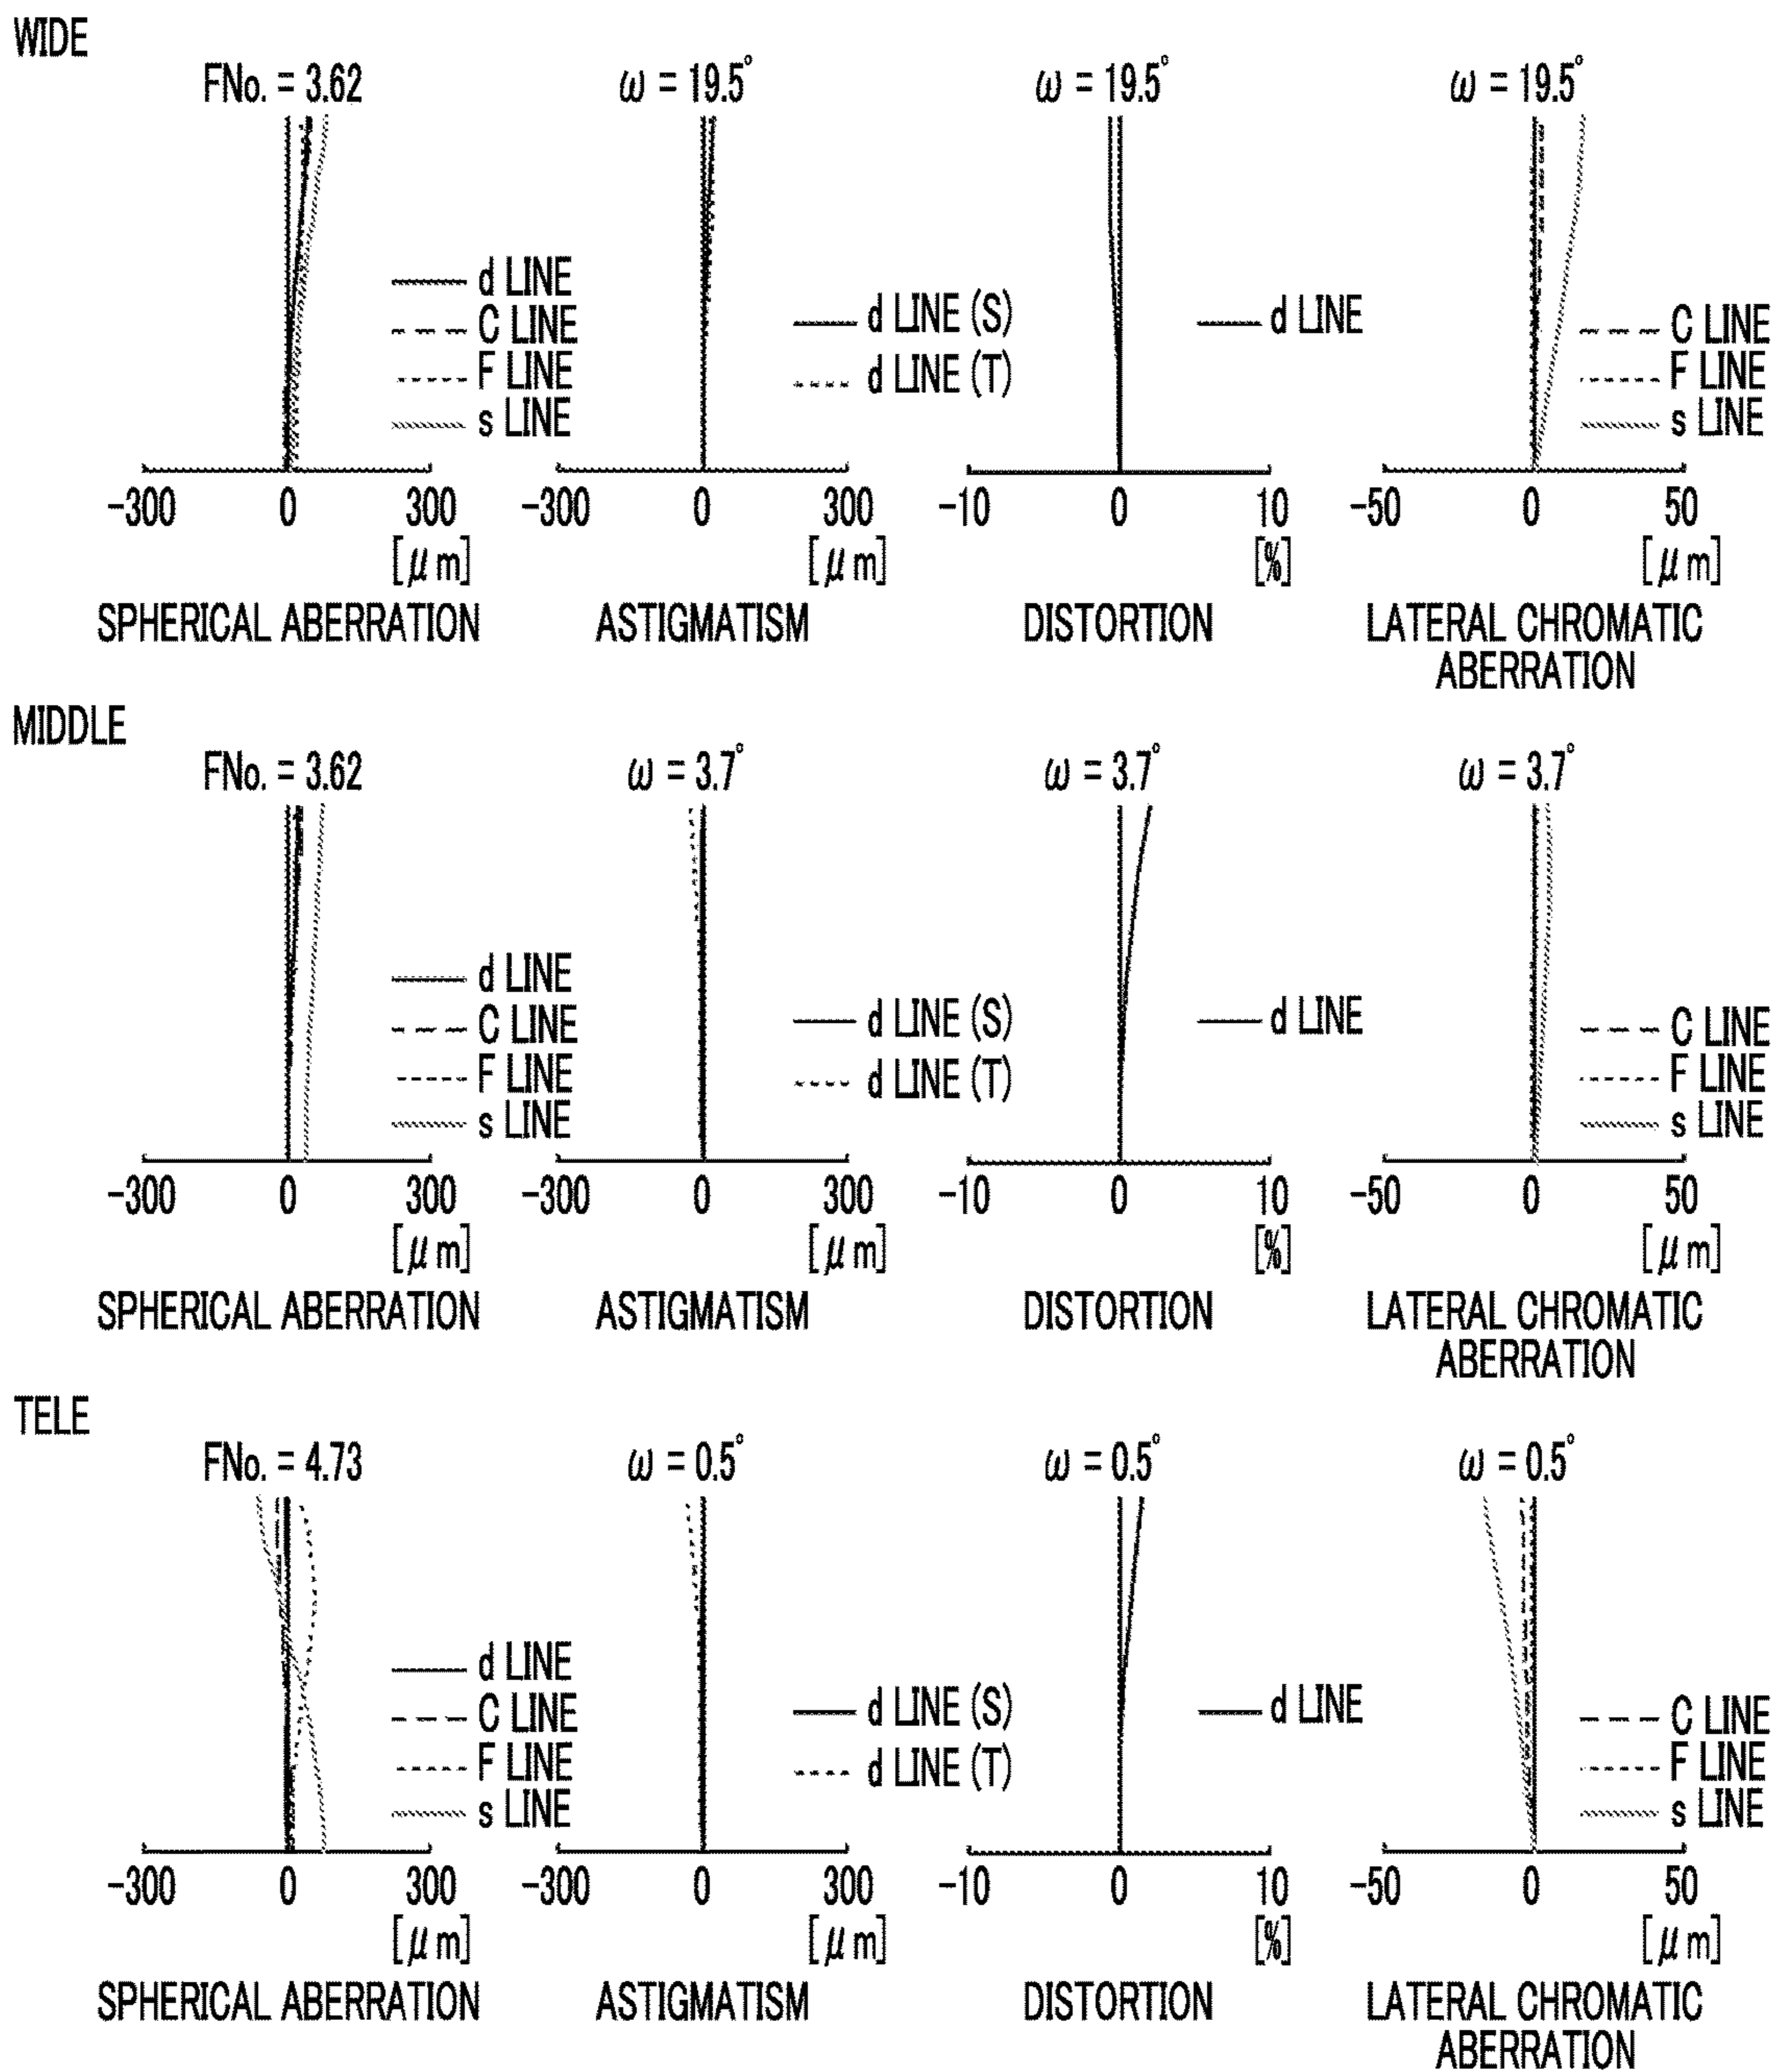 WIDE
FNo. = 3.62
ω = 19.5°
ω = 19.5°
ω = 19.5°
d LINE
C LINE
F LINE
s LINE
d LINE (S)
d LINE (T)
d LINE
C LINE
F LINE
s LINE
-300 0 300
[μm]
-300 0 300
[μm]
-10 0 10
[%]
-50 0 50
[μm]
SPHERICAL ABERRATION
ASTIGMATISM
DISTORTION
LATERAL CHROMATIC
ABERRATION
MIDDLE
FNo. = 3.62
ω = 3.7°
ω = 3.7°
ω = 3.7°
d LINE
C LINE
F LINE
s LINE
d LINE (S)
d LINE (T)
d LINE
C LINE
F LINE
s LINE
-300 0 300
[μm]
-300 0 300
[μm]
-10 0 10
[%]
-50 0 50
[μm]
SPHERICAL ABERRATION
ASTIGMATISM
DISTORTION
LATERAL CHROMATIC
ABERRATION
TELE
FNo. = 4.73
ω = 0.5°
ω = 0.5°
ω = 0.5°
d LINE
C LINE
F LINE
s LINE
d LINE (S)
d LINE (T)
d LINE
C LINE
F LINE
s LINE
-300 0 300
[μm]
-300 0 300
[μm]
-10 0 10
[%]
-50 0 50
[μm]
SPHERICAL ABERRATION
ASTIGMATISM
DISTORTION
LATERAL CHROMATIC
ABERRATION